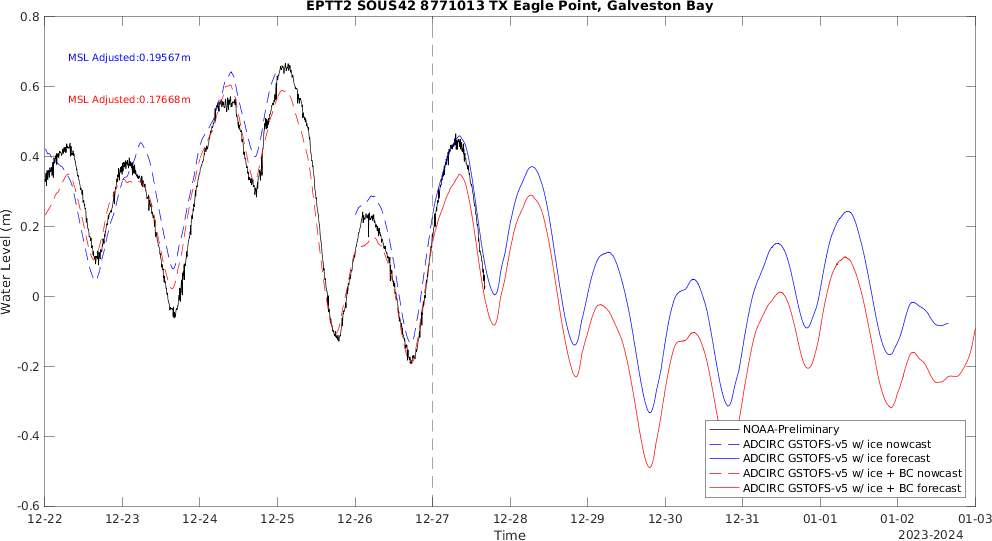 EPTT2 SOUS42 8771013 TX Eagle Point, Galveston Bay
0.8
0.6
0.4
0.2
0
-0.2
-0.4
-0.6
Water Level (m)
MSL Adjusted:0.19567m
MSL Adjusted:0.17668m
NOAA-Preliminary
ADCIRC GSTOFS-v5 w/ ice nowcast
ADCIRC GSTOFS-v5 w/ ice forecast
ADCIRC GSTOFS-v5 w/ ice + BC nowcast
ADCIRC GSTOFS-v5 w/ ice + BC forecast
12-22 12-23 12-24 12-25 12-26 12-27 12-28 12-29 12-30 12-31 01-01 01-02 01-03
Time
2023-2024